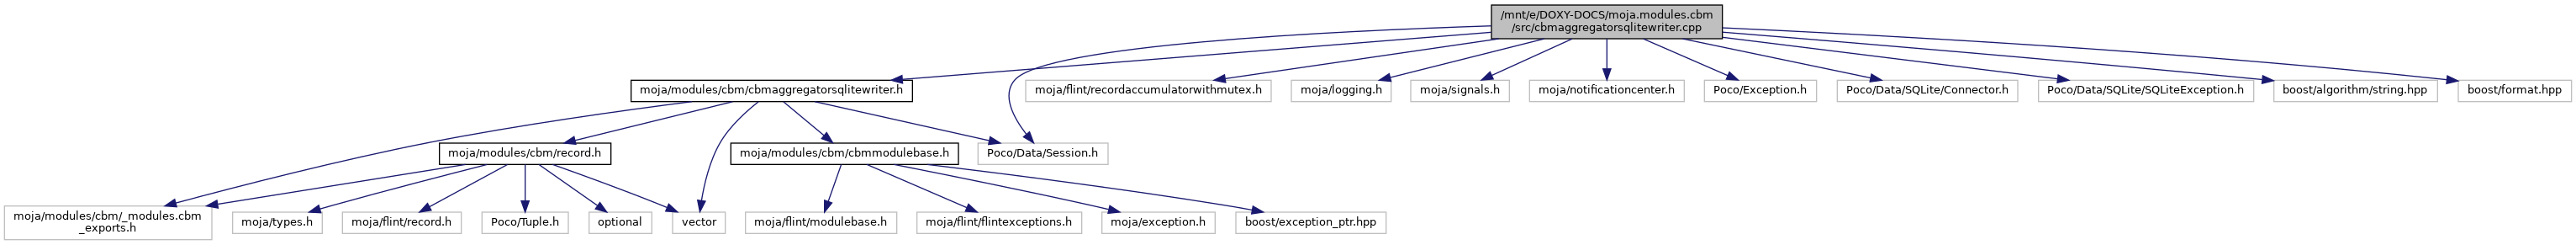 /mnt/e/DOXY-DOCS/moja.modules.cbm
/src/cbmaggregatorsqlitewriter.cpp
moja/modules/cbm/cbmaggregatorsqlitewriter.h
moja/flint/recordaccumulatorwithmutex.h
moja/logging.h
moja/signals.h
moja/notificationcenter.h
Poco/Exception.h
Poco/Data/SQLite/Connector.h
Poco/Data/SQLite/SQLiteException.h
boost/algorithm/string.hpp
boost/format.hpp
moja/modules/cbm/record.h
moja/modules/cbm/cbmmodulebase.h
Poco/Data/Session.h
moja/modules/cbm/_modules.cbm
_exports.h
moja/types.h
moja/flint/record.h
Poco/Tuple.h
optional
vector
moja/flint/modulebase.h
moja/flint/flintexceptions.h
moja/exception.h
boost/exception_ptr.hpp